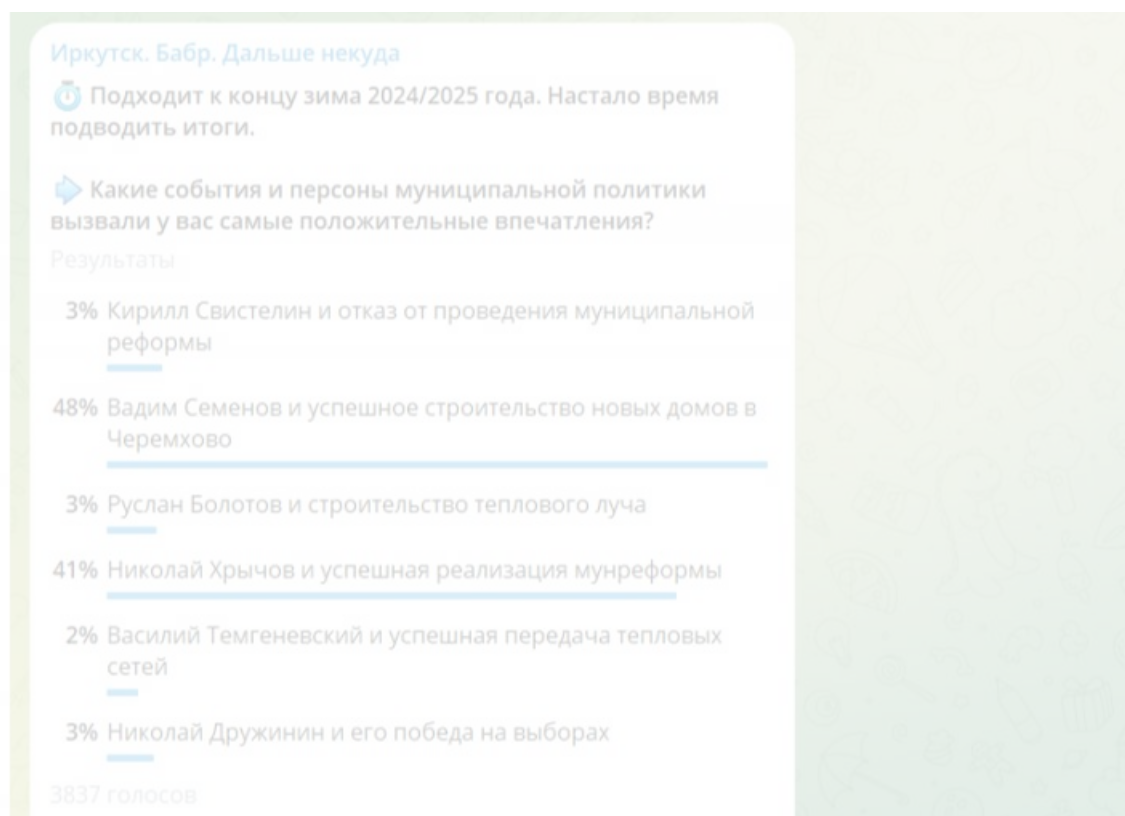 Иркутск. Бабр. Дальше некуда
Подходит к концу зима 2024/2025 года. Настало время
подводить итоги.
Какие события и персоны муниципальной политики
вызвали у вас самые положительные впечатления?
Результаты
3% Кирилл Свистелин и отказ от проведения муниципальной
реформы
48% Вадим Семенов и успешное строительство новых домов в
Черемхово
3% Руслан Болотов и строительство теплового луча
41% Николай Хрычов и успешная реализация мунреформы
2% Василий Темгеневский и успешная передача тепловых
сетей
3% Николай Дружинин и его победа на выборах
3837 голосов